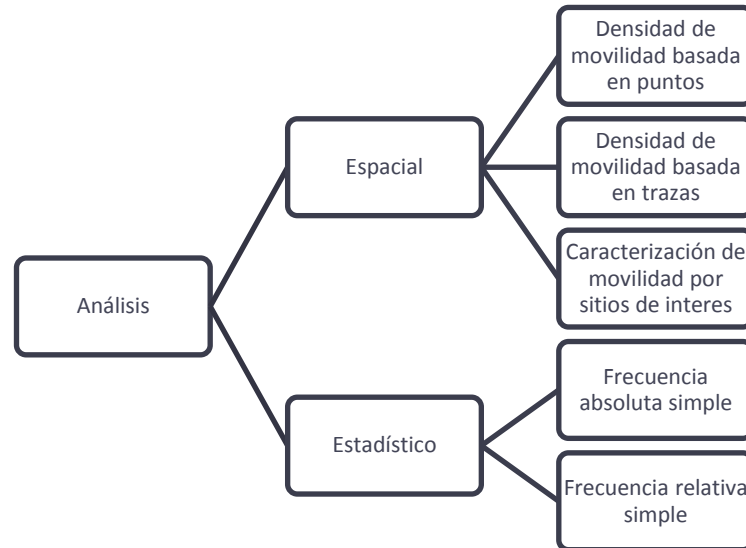 Análisis
Espacial
Densidad de
movilidad basada
en puntos
Densidad de
movilidad basada
en trazas
Caracterización de
movilidad por
sitios de interes
Estadístico
Frecuencia
absoluta simple
Frecuencia relativa
simple